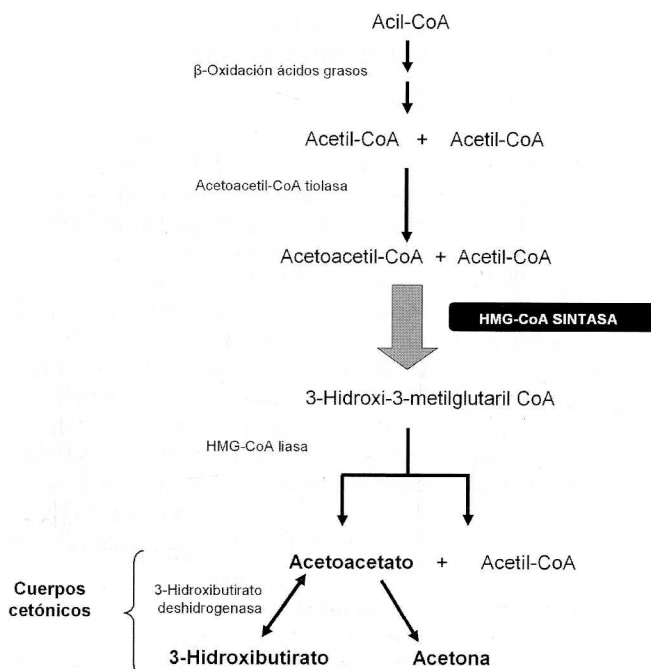 Acil-CoA
β-Oxidación ácidos grasos
Acetil-CoA + Acetil-CoA
Acetoacetil-CoA tiolasa
Acetoacetil-CoA + Acetil-CoA
HMG-CoA SINTASA
3-Hidroxi-3-metilglutaril CoA
HMG-CoA liasa
Acetoacetato + Acetil-CoA
Cuerpos
cetónicos
3-Hidroxibutirato
deshidrogenasa
3-Hidroxibutirato Acetona